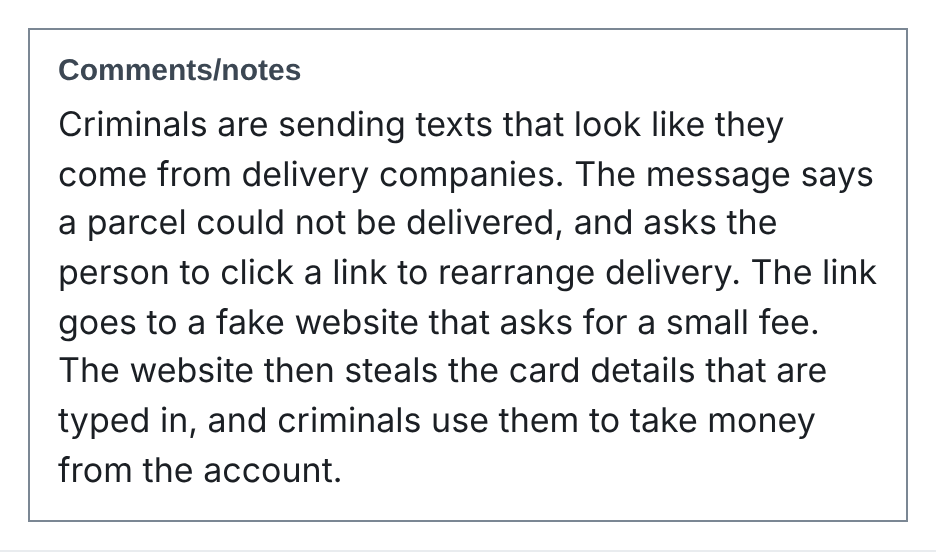 Comments/notes
Criminals are sending texts that look like they
come from delivery companies. The message says
a parcel could not be delivered, and asks the
person to click a link to rearrange delivery. The link
goes to a fake website that asks for a small fee.
The website then steals the card details that are
typed in, and criminals use them to take money
from the account.